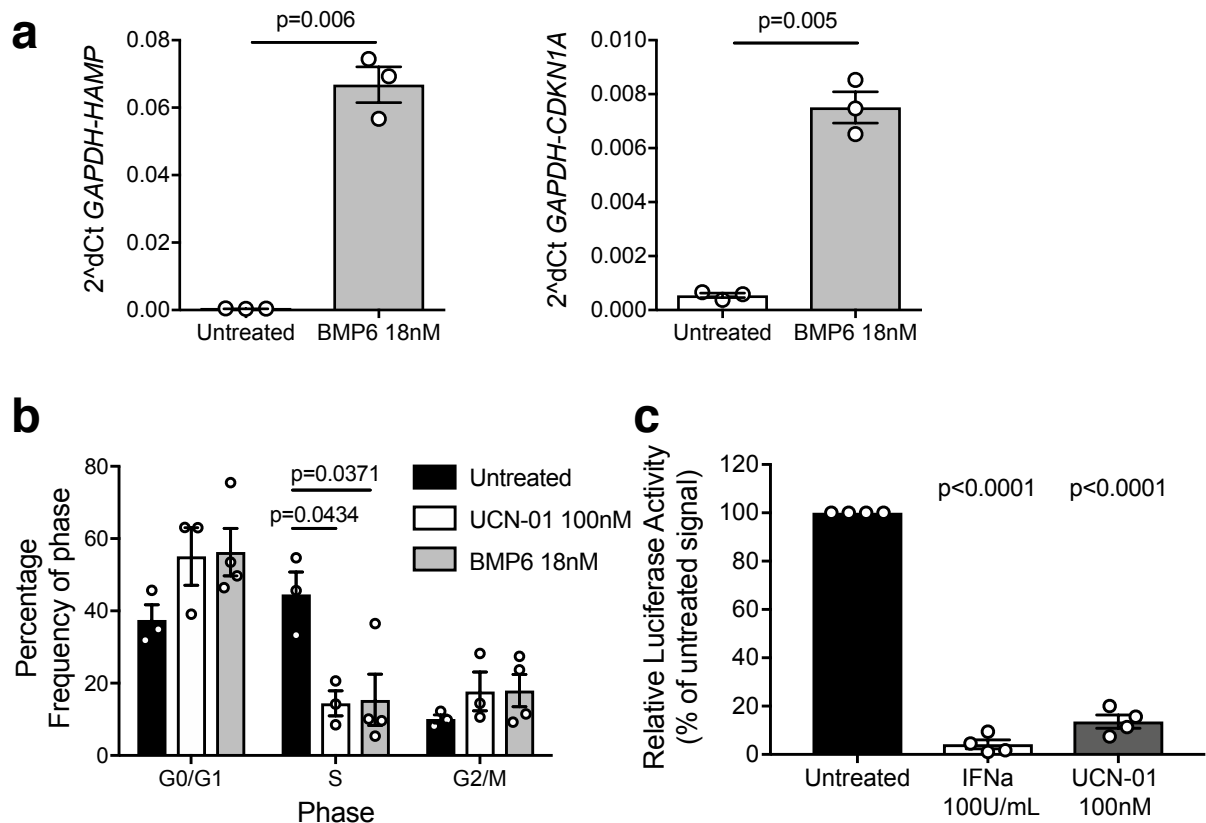 a
p=0.006
2^dCt GAPDH-HAMP
0.08
0.06
0.04
0.02
0.00
Untreated
BMP6 18nM
p=0.005
2^dCt GAPDH-CDKN1A
0.010
0.008
0.006
0.004
0.002
0.000
Untreated
BMP6 18nM
b
Percentage
Frequency of phase
80
60
40
20
0
p=0.0371
p=0.0434
Untreated
UCN-01 100nM
BMP6 18nM
G0/G1
S
G2/M
Phase
c
Relative Luciferase Activity
(% of untreated signal)
120
100
80
60
40
20
0
p<0.0001
p<0.0001
Untreated
IFNa
100U/mL
UCN-01
100nM